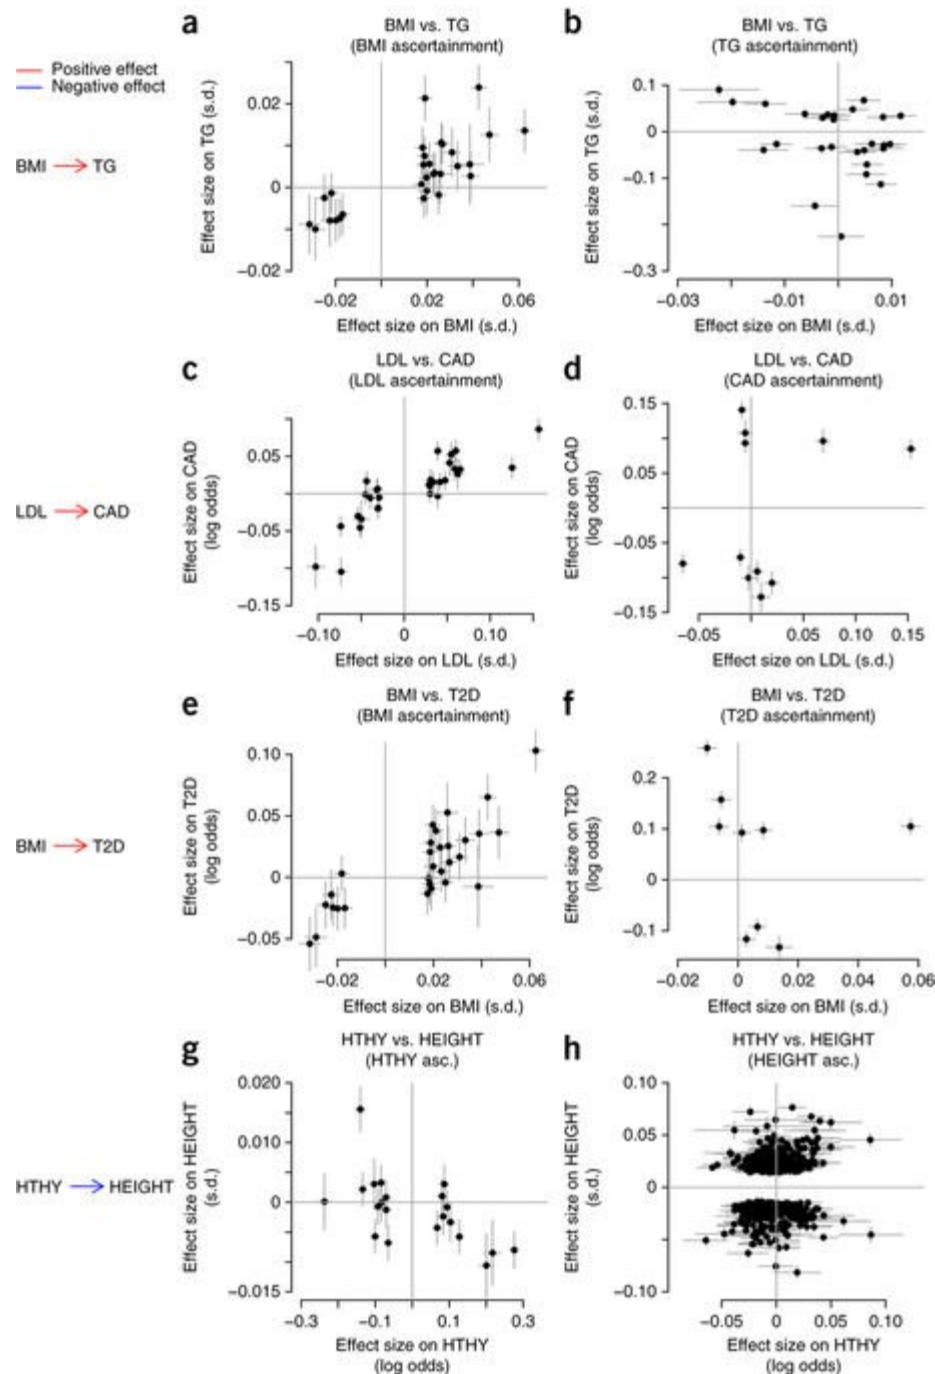 a
BMI vs. TG
(BMI ascertainment)
b
BMI vs. TG
(TG ascertainment)
Positive effect
Negative effect
BMI → TG
Effect size on TG (s.d.)
0.02
0
−0.02
−0.02
0.02
0.06
Effect size on BMI (s.d.)
Effect size on TG (s.d.)
0.1
0
−0.1
−0.3
−0.03
−0.01
0.01
Effect size on BMI (s.d.)
c
LDL vs. CAD
(LDL ascertainment)
d
LDL vs. CAD
(CAD ascertainment)
LDL → CAD
Effect size on CAD
(log odds)
0.05
−0.05
−0.15
−0.10
0
0.10
Effect size on LDL (s.d.)
Effect size on CAD
(log odds)
0.15
0.05
−0.05
−0.15
−0.05
0.05
0.10
0.15
Effect size on LDL (s.d.)
e
BMI vs. T2D
(BMI ascertainment)
f
BMI vs. T2D
(T2D ascertainment)
BMI → T2D
Effect size on T2D
(log odds)
0.10
0.05
0
−0.05
−0.02
0.02
0.06
Effect size on BMI (s.d.)
Effect size on T2D
(log odds)
0.2
0.1
0
−0.1
−0.02
0
0.02
0.04
0.06
Effect size on BMI (s.d.)
g
HTHY vs. HEIGHT
(HTHY asc.)
h
HTHY vs. HEIGHT
(HEIGHT asc.)
HTHY → HEIGHT
Effect size on HEIGHT
(s.d.)
0.020
0.010
0
−0.015
−0.3
−0.1
0.1
0.3
Effect size on HTHY
(log odds)
Effect size on HEIGHT
(s.d.)
0.10
0.05
0
−0.10
−0.05
0
0.05
0.10
Effect size on HTHY
(log odds)